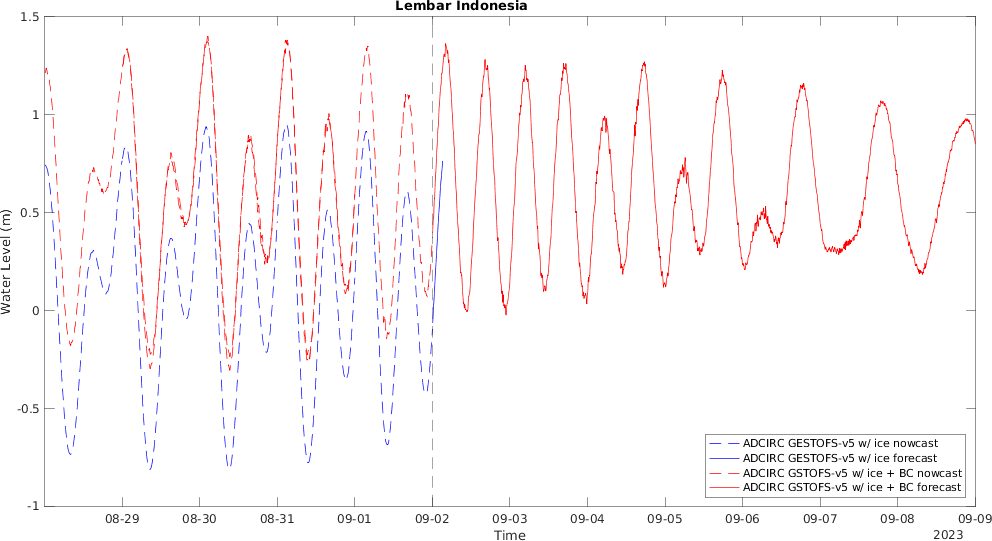 Lembar Indonesia
1.5
1
0.5
0
-0.5
-1
Water Level (m)
08-29 08-30 08-31 09-01 09-02 09-03 09-04 09-05 09-06 09-07 09-08 09-09
Time
2023
ADCIRC GESTOFS-v5 w/ ice nowcast
ADCIRC GESTOFS-v5 w/ ice forecast
ADCIRC GSTOFS-v5 w/ ice + BC nowcast
ADCIRC GSTOFS-v5 w/ ice + BC forecast